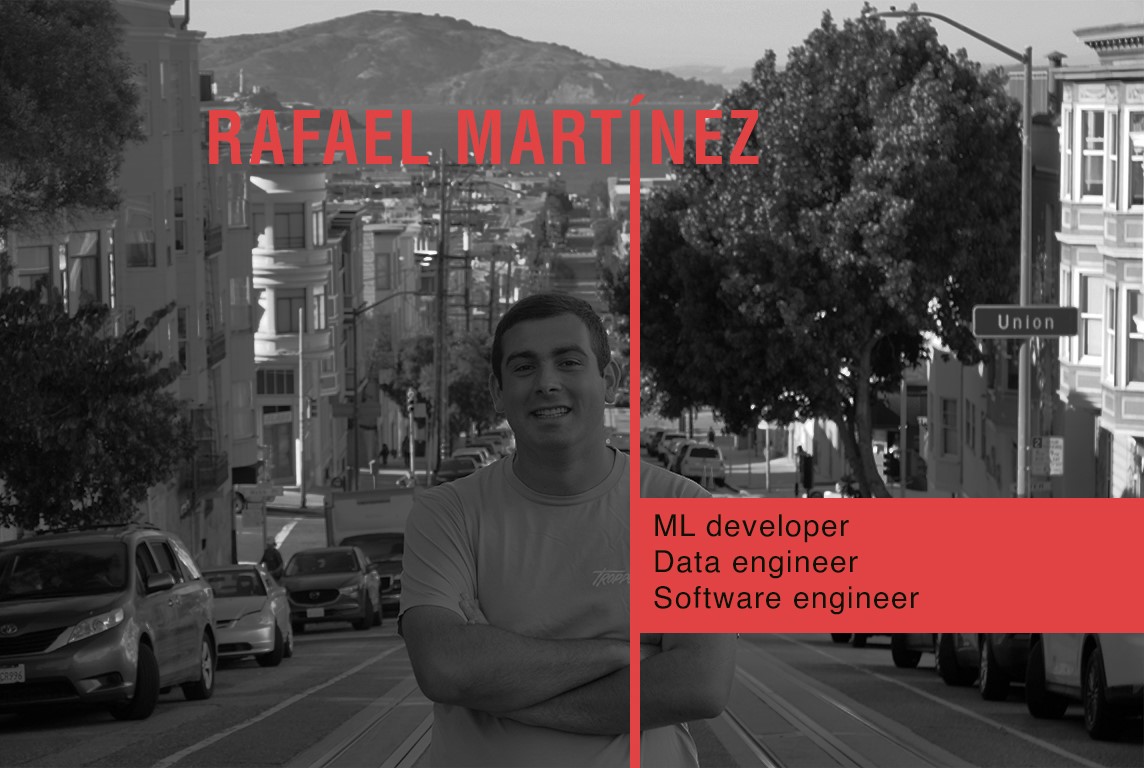 RAFAEL MARTÍNEZ
Union
ML developer
Data engineer
Software engineer